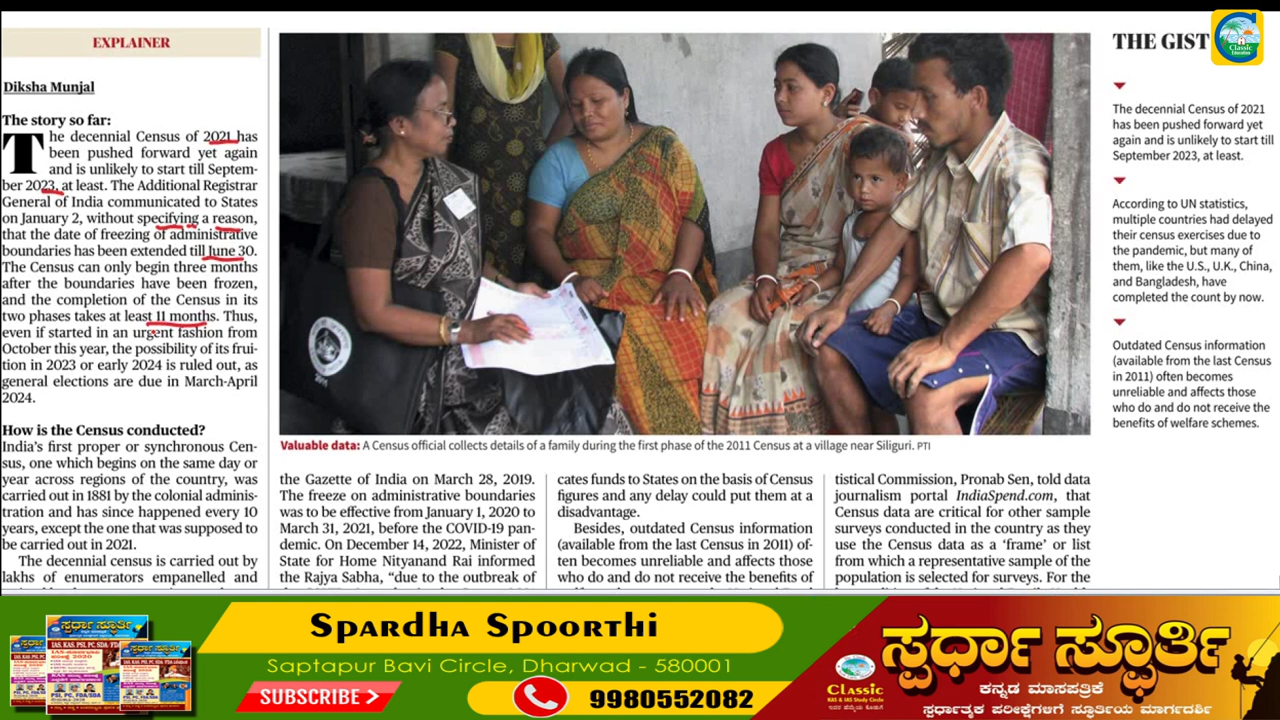 EXPLAINER
Diksha Munjal
The story so far:
The decennial Census of 2021 has
been pushed forward yet again
and is unlikely to start till Septem-
ber 2023, at least. The Additional Registrar
General of India communicated to States
on January 2, without specifying a reason,
that the date of freezing of administrative
boundaries has been extended till June 30.
The Census can only begin three months
after the boundaries have been frozen,
and the completion of the Census in its
two phases takes at least 11 months. Thus,
even if started in an urgent fashion from
October this year, the possibility of its frui-
tion in 2023 or early 2024 is ruled out, as
general elections are due in March-April
2024.
How is the Census conducted?
India's first proper or synchronous Cen-
sus, one which begins on the same day or
year across regions of the country, was
carried out in 1881 by the colonial adminis-
tration and has since happened every 10
years, except the one that was supposed to
be carried out in 2021.
The decennial census is carried out by
lakhs of enumerators empanelled and
Valuable data: A Census official collects details of a family during the first phase of the 2011 Census at a village near Siliguri. PTI
the Gazette of India on March 28, 2019.
The freeze on administrative boundaries
was to be effective from January 1, 2020 to
March 31, 2021, before the COVID-19 pan-
demic. On December 14, 2022, Minister of
State for Home Nityanand Rai informed
the Rajya Sabha, “due to the outbreak of
cates funds to States on the basis of Census
figures and any delay could put them at a
disadvantage.
Besides, outdated Census information
(available from the last Census in 2011) of-
ten becomes unreliable and affects those
who do and do not receive the benefits of
tistical Commission, Pronab Sen, told data
journalism portal IndiaSpend.com, that
Census data are critical for other sample
surveys conducted in the country as they
use the Census data as a ‘frame’ or list
from which a representative sample of the
population is selected for surveys. For the
THE GIST
Classic
Education
The decennial Census of 2021
has been pushed forward yet
again and is unlikely to start till
September 2023, at least.
According to UN statistics,
multiple countries had delayed
their census exercises due to
the pandemic, but many of
them, like the U.S., U.K., China,
and Bangladesh, have
completed the count by now.
Outdated Census information
(available from the last Census
in 2011) often becomes
unreliable and affects those
who do and do not receive the
benefits of welfare schemes.
Spardha Spoorthi
Saptapur Bavi Circle, Dharwad - 580001
SUBSCRIBE
9980552082
ಸ್ಪರ್ಧಾ ಸ್ಫೂರ್ತಿ
ಕನ್ನಡ ಮಾಸಪತ್ರಿಕೆ
ಸ್ಪರ್ಧಾತ್ಮಕ ಪರೀಕ್ಷೆಗಳಿಗೆ ಸ್ಫೂರ್ತಿಯ ಮಾರ್ಗದರ್ಶಿ
Classic
KAS & IAS Study Circle